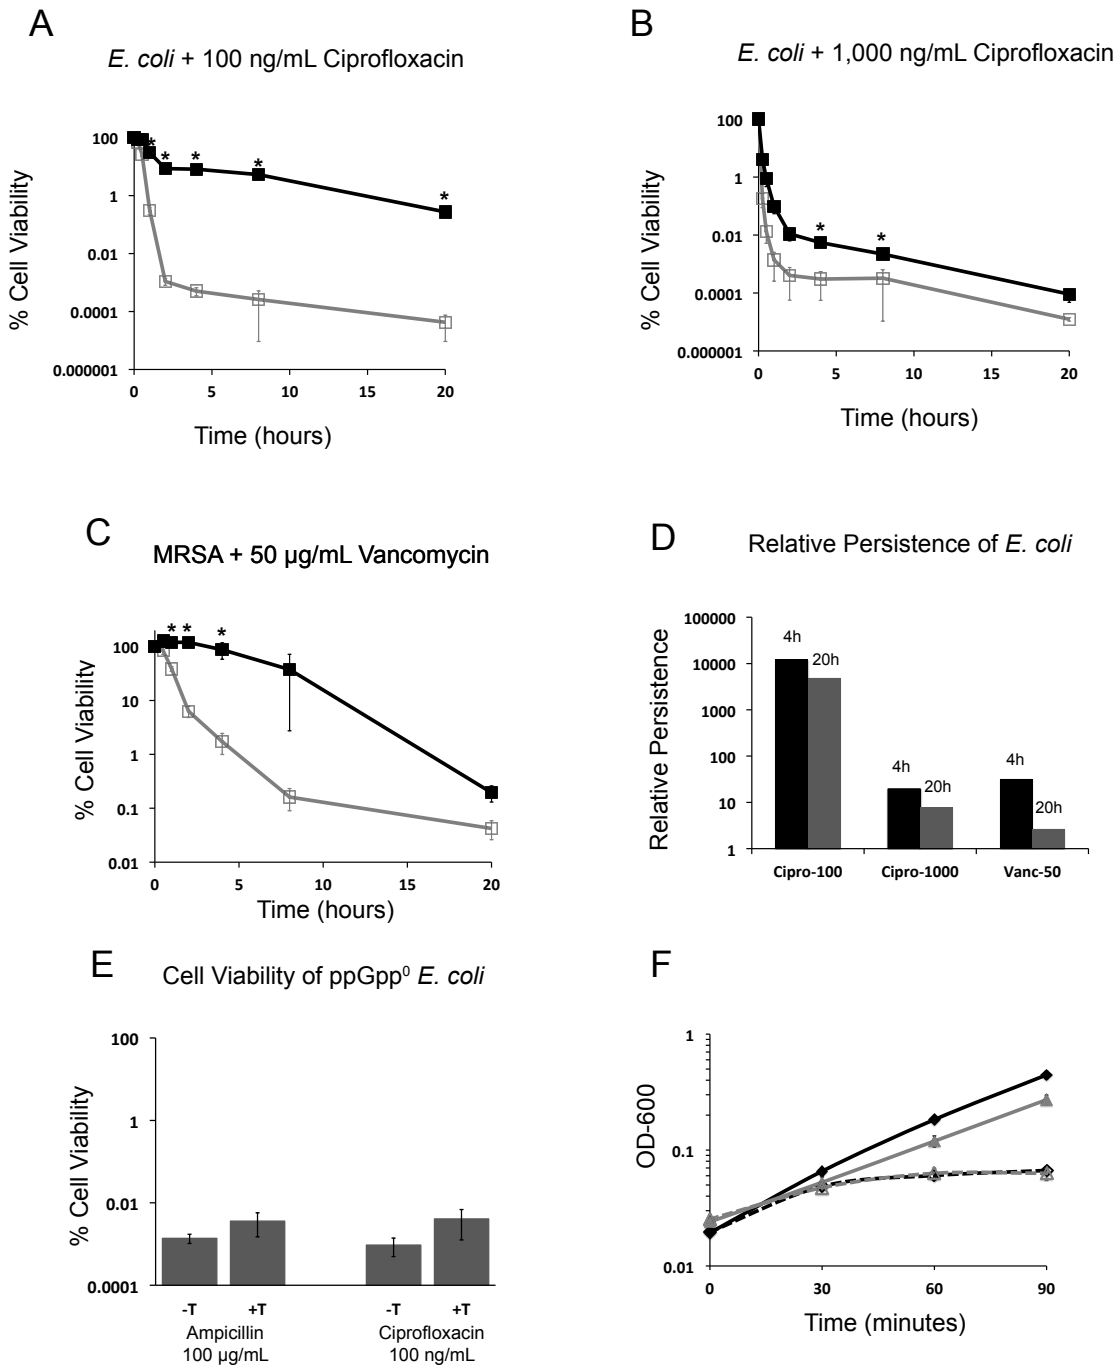 A
E. coli + 100 ng/mL Ciprofloxacin
% Cell Viability
100
1
0.01
0.0001
0.000001
* * * * *
0 5 10 15 20
Time (hours)
B
E. coli + 1,000 ng/mL Ciprofloxacin
% Cell Viability
100
1
0.01
0.0001
0.000001
* *
0 5 10 15 20
Time (hours)
C
MRSA + 50 µg/mL Vancomycin
% Cell Viability
100
10
1
0.1
0.01
* * *
0 5 10 15 20
Time (hours)
D
Relative Persistence of E. coli
Relative Persistence
100000
10000
1000
100
10
1
4h 20h
4h 20h
4h 20h
Cipro-100 Cipro-1000 Vanc-50
E
Cell Viability of ppGpp⁰ E. coli
% Cell Viability
100
1
0.01
0.0001
-T +T -T +T
Ampicillin Ciprofloxacin
100 µg/mL 100 ng/mL
F
OD-600
1
0.1
0.01
0 30 60 90
Time (minutes)